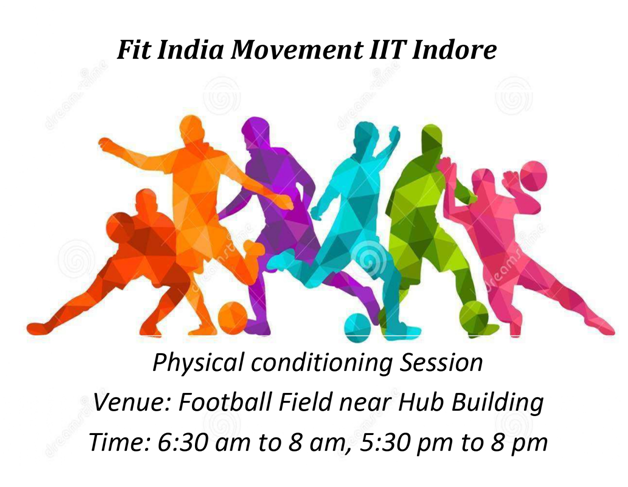 Fit India Movement IIT Indore
Physical conditioning Session
Venue: Football Field near Hub Building
Time: 6:30 am to 8 am, 5:30 pm to 8 pm